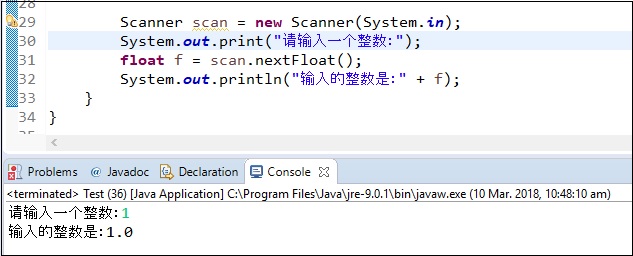 28
29 Scanner scan = new Scanner(System.in);
30 System.out.print("请输入一个整数:");
31 float f = scan.nextFloat();
32 System.out.println("输入的整数是:" + f);
33 }
34 }
35
Problems @ Javadoc Declaration Console
<terminated> Test (36) [Java Application] C:\Program Files\Java\jre-9.0.1\bin\javaw.exe (10 Mar. 2018, 10:48:10 am)
请输入一个整数:1
输入的整数是:1.0